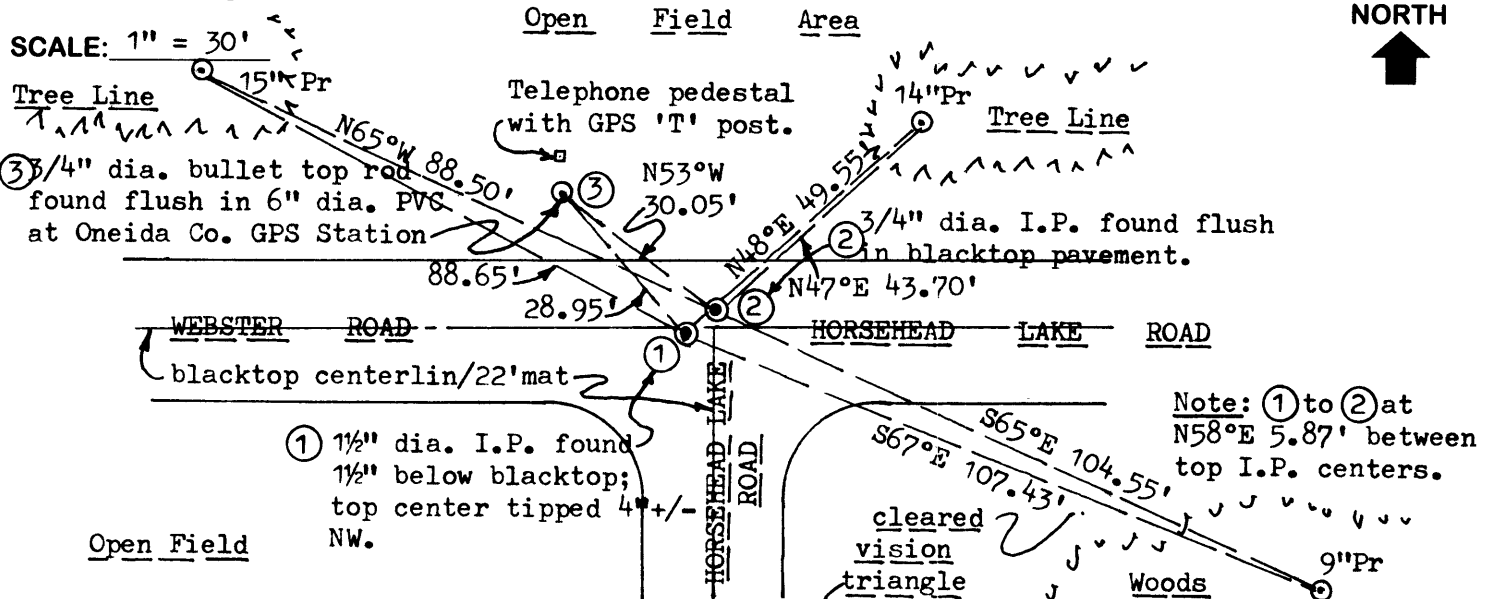 Open Field Area
NORTH
SCALE: 1" = 30'
15" Pr
Tree Line
Telephone pedestal
with GPS 'T' post.
14"Pr
Tree Line
N65°W 88.50'
③ 3/4" dia. bullet top rod
found flush in 6" dia. PVC
at Oneida Co. GPS Station
③
N53°W
30.05'
N48°E 49.55'
② 3/4" dia. I.P. found flush
in blacktop pavement.
88.65'
28.95'
N47°E 43.70'
②
WEBSTER ROAD
HORSEHEAD LAKE ROAD
①
blacktop centerlin/22'mat
HORSEHEAD LAKE
ROAD
① 1½" dia. I.P. found
1½" below blacktop;
top center tipped 4"+/-
NW.
S65°E 104.55'
S67°E 107.43'
Note: ① to ② at
N58°E 5.87' between
top I.P. centers.
Open Field
cleared
vision
triangle
Woods
9"Pr